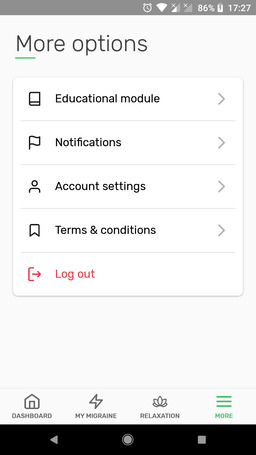 86% 17:27
More options
Educational module
Notifications
Account settings
Terms & conditions
Log out
DASHBOARD MY MIGRAINE RELAXATION MORE